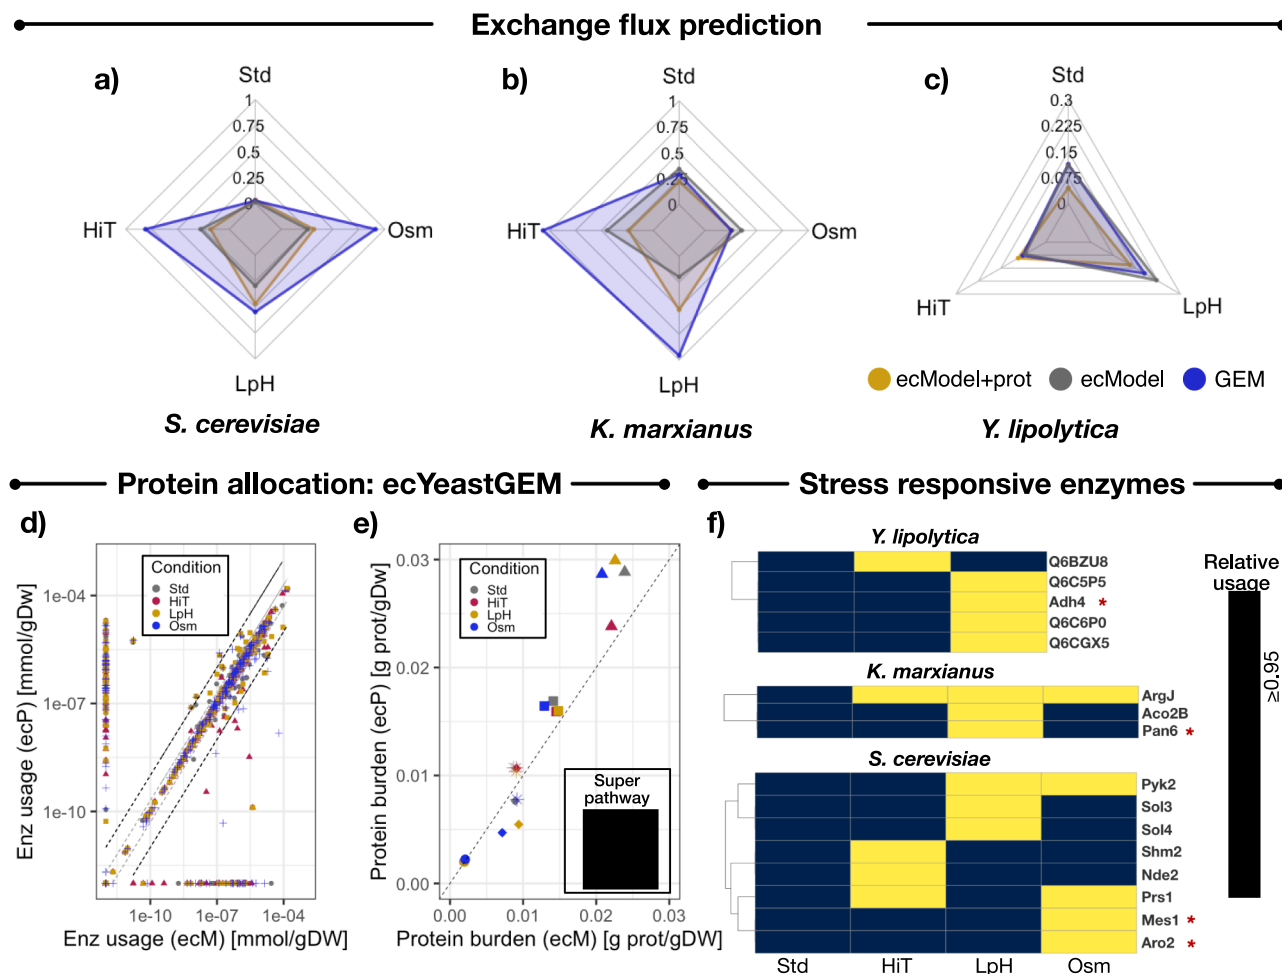 Exchange flux prediction
a)
Std
1
0.75
0.5
0.25
0
HiT
Osm
LpH
S. cerevisiae
b)
Std
1
0.75
0.5
0.25
0
HiT
Osm
LpH
K. marxianus
c)
Std
0.3
0.225
0.15
0.075
0
HiT
LpH
ecModel+prot
ecModel
GEM
Y. lipolytica
Protein allocation: ecYeastGEM
d)
Condition
Std
HiT
LpH
Osm
Enz usage (ecP) [mmol/gDw]
1e-04
1e-07
1e-10
1e-10
1e-07
1e-04
Enz usage (ecM) [mmol/gDW]
e)
Condition
Std
HiT
LpH
Osm
Protein burden (ecP) [g prot/gDw]
0.03
0.02
0.01
0.00
Super
pathway
0.00
0.01
0.02
0.03
Protein burden (ecM) [g prot/gDW]
Stress responsive enzymes
f)
Y. lipolytica
Q6BZU8
Q6C5P5
Adh4 *
Q6C6P0
Q6CGX5
K. marxianus
ArgJ
Aco2B
Pan6 *
S. cerevisiae
Pyk2
Sol3
Sol4
Shm2
Nde2
Prs1
Mes1 *
Aro2 *
Std
HiT
LpH
Osm
Relative
usage
≥0.95